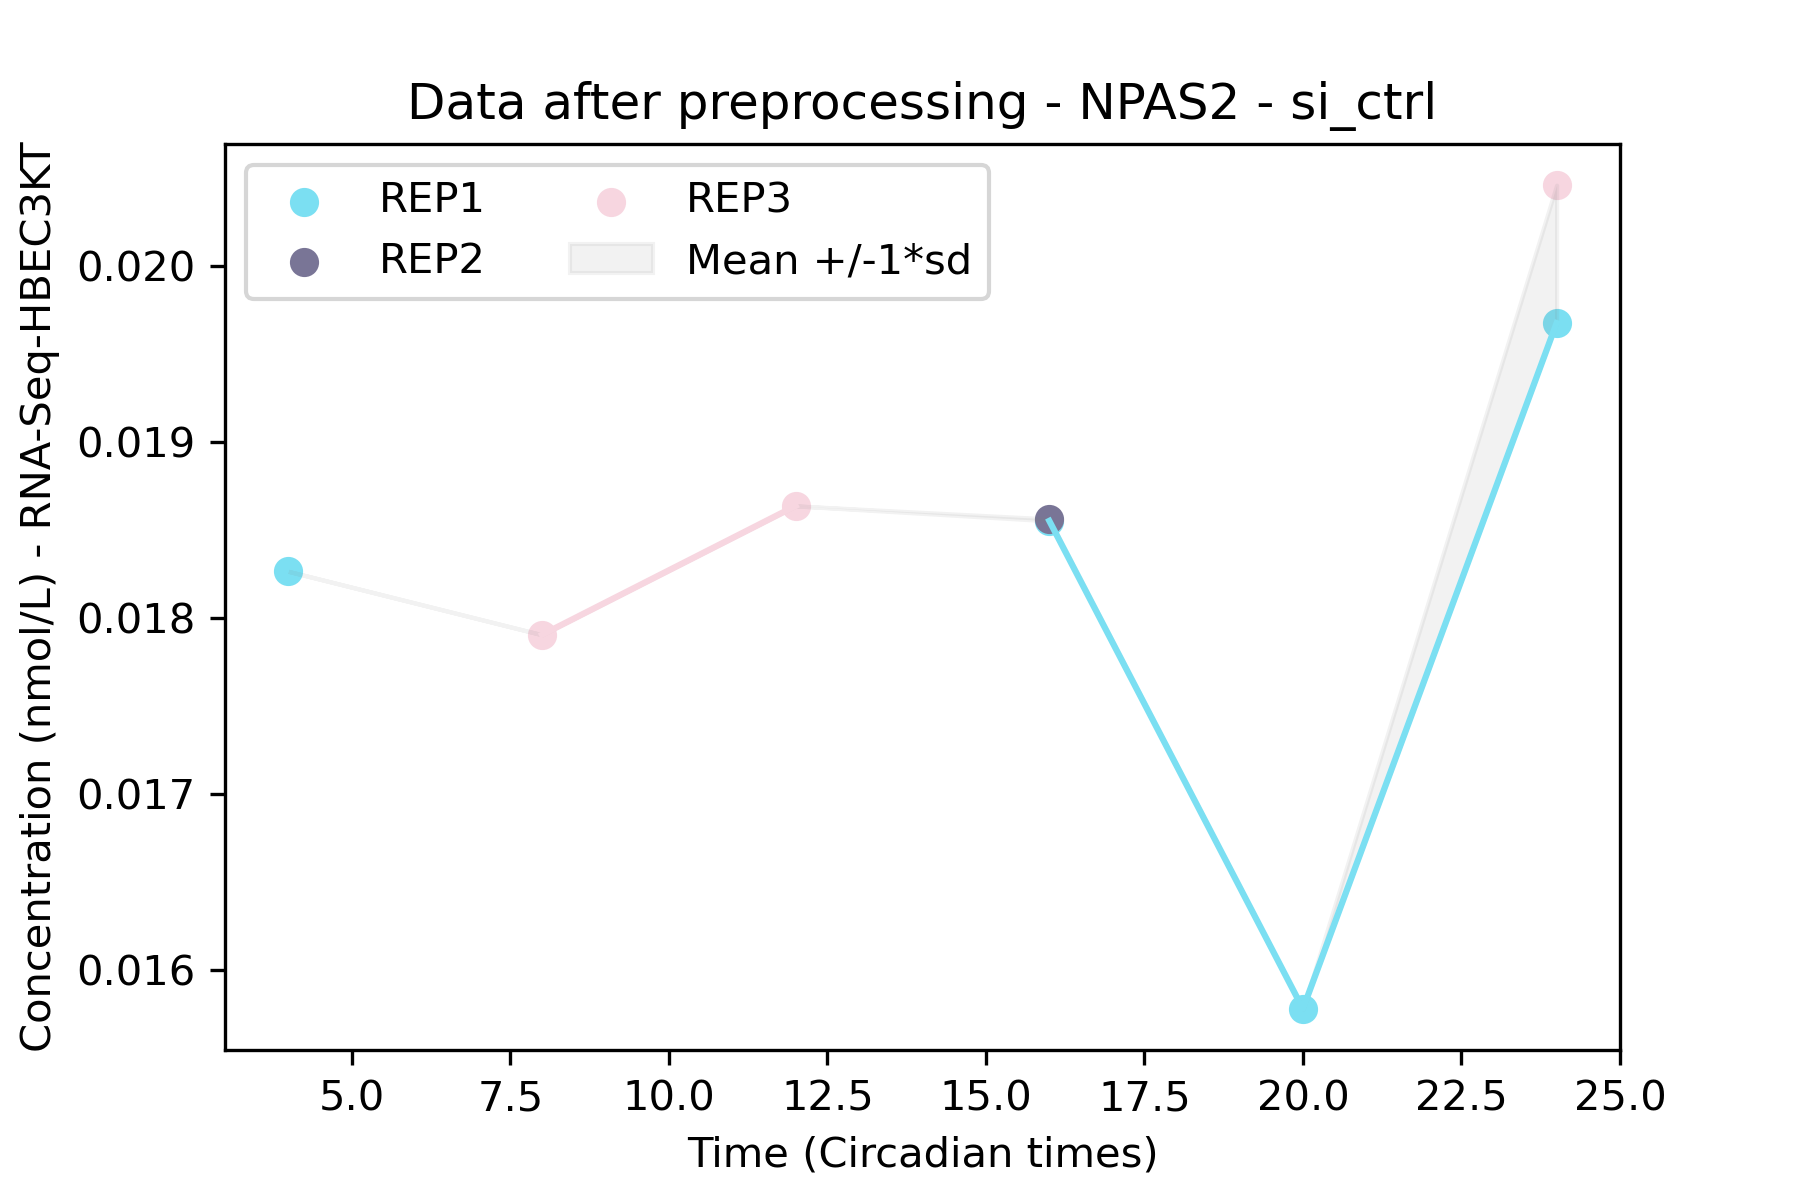 Data after preprocessing - NPAS2 - si_ctrl
REP1
REP2
REP3
Mean +/-1*sd
Concentration (nmol/L) - RNA-Seq-HBEC3KT
0.020
0.019
0.018
0.017
0.016
5.0
7.5
10.0
12.5
15.0
17.5
20.0
22.5
25.0
Time (Circadian times)